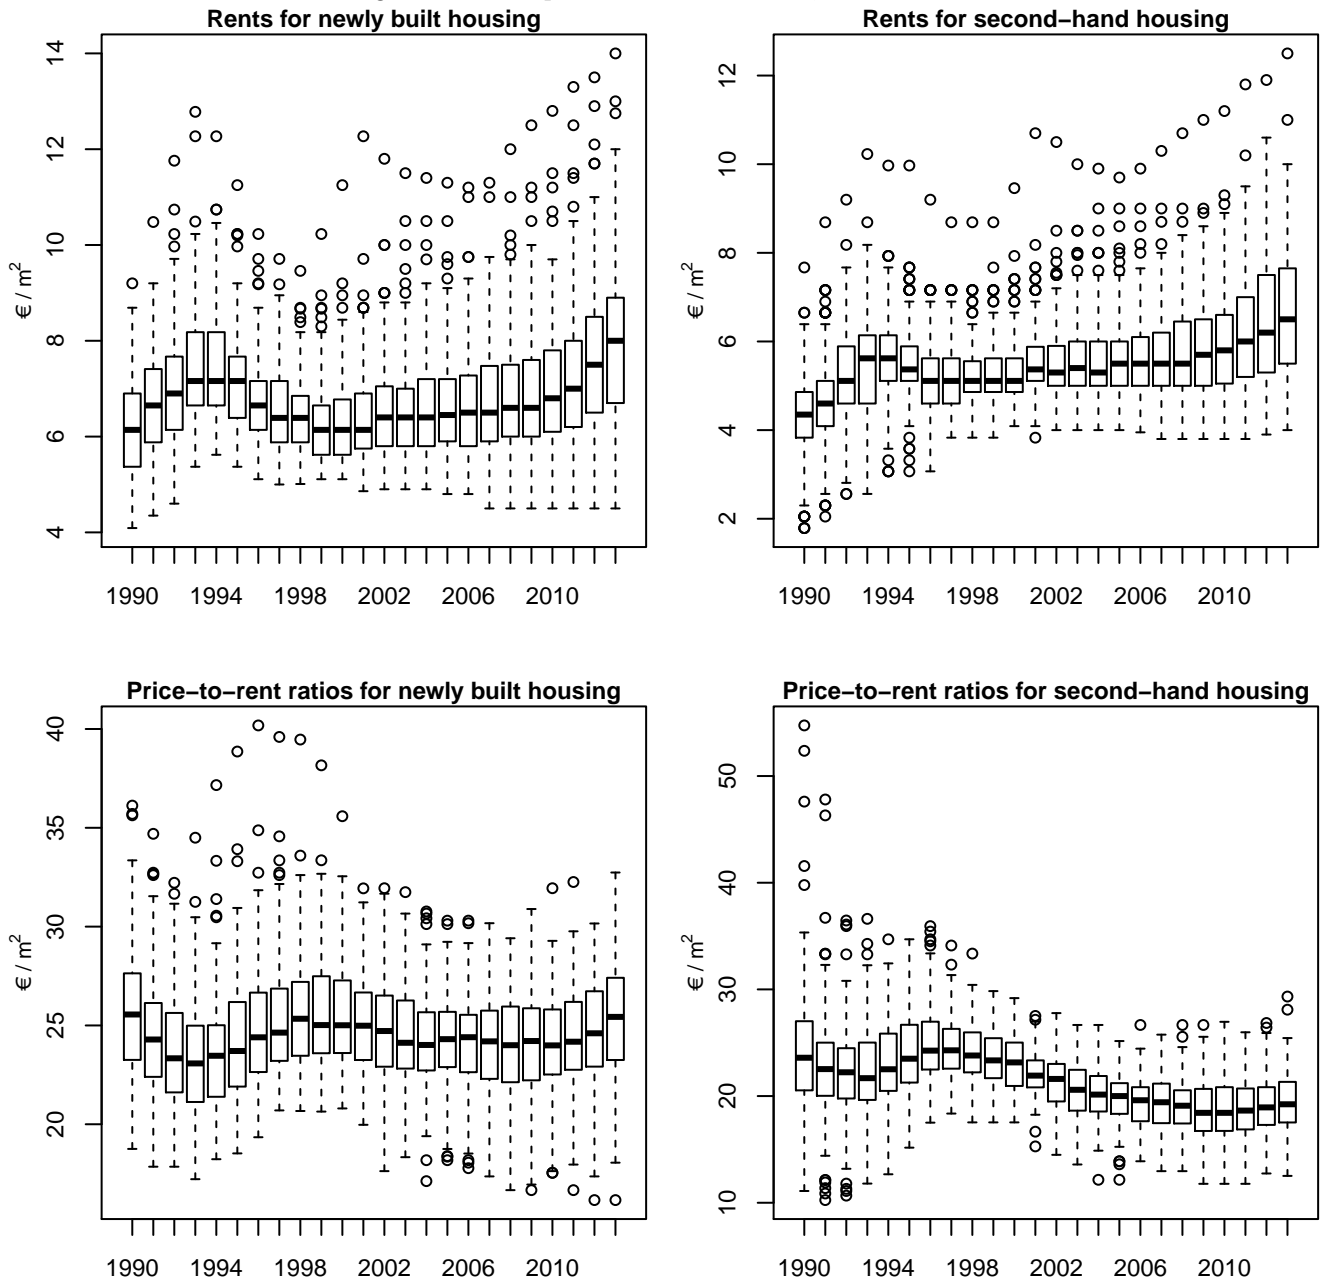 Rents for newly built housing
€ / m²
14
12
10
8
6
4
1990 1994 1998 2002 2006 2010
Rents for second−hand housing
€ / m²
12
10
8
6
4
2
1990 1994 1998 2002 2006 2010
Price−to−rent ratios for newly built housing
€ / m²
40
35
30
25
20
1990 1994 1998 2002 2006 2010
Price−to−rent ratios for second−hand housing
€ / m²
50
40
30
20
10
1990 1994 1998 2002 2006 2010